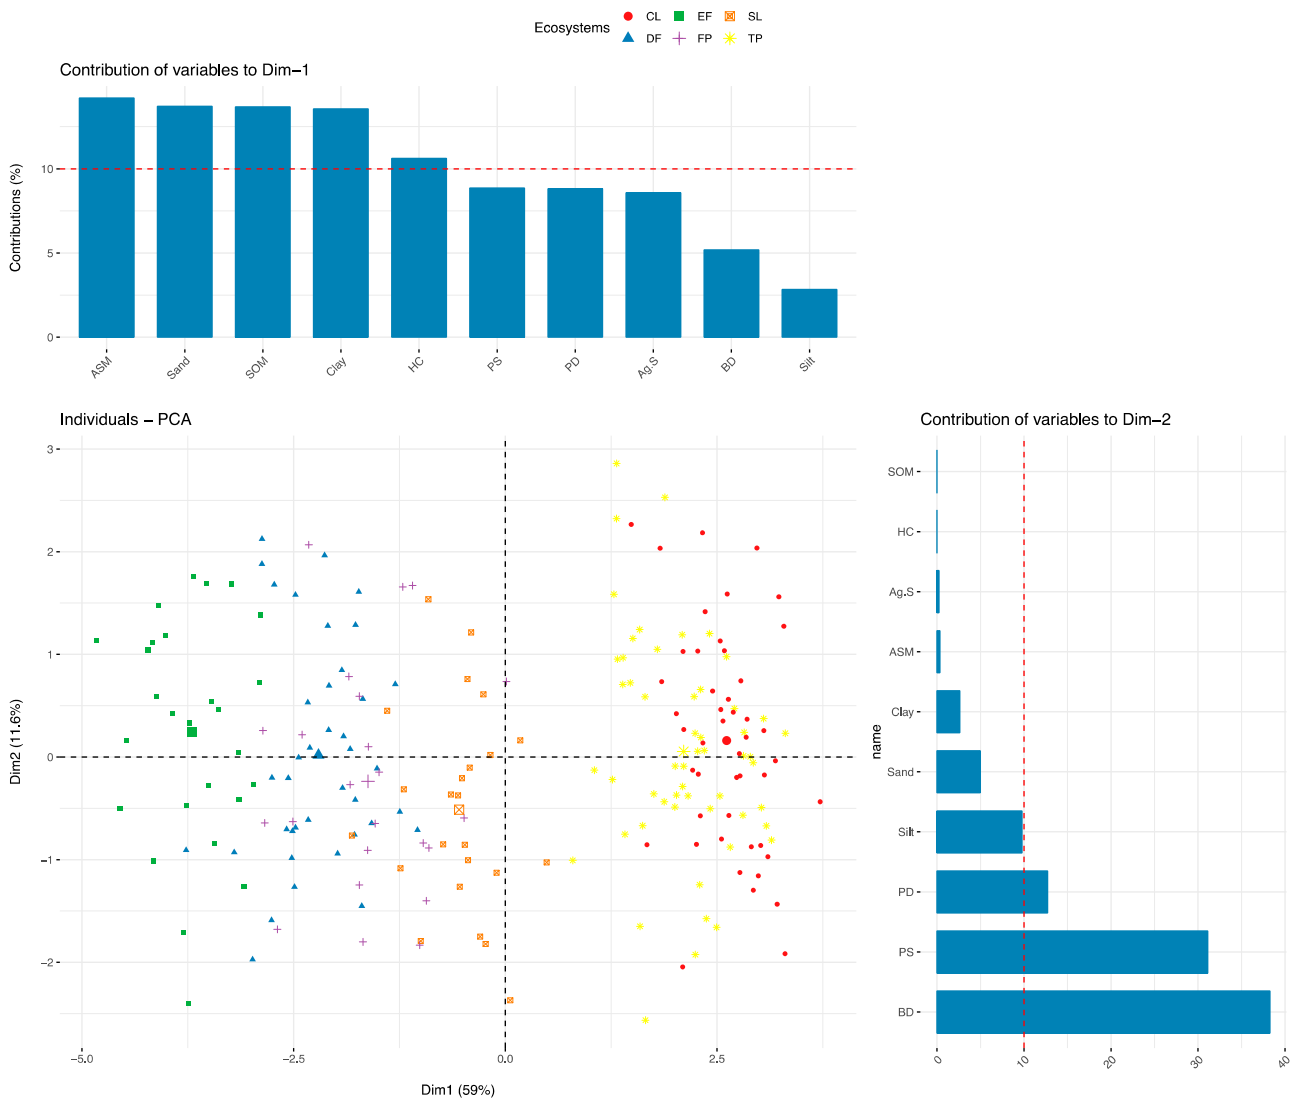 Ecosystems
CL EF SL
DF FP TP
Contribution of variables to Dim−1
Contributions (%)
10
5
0
ASM Sand SOM Clay HC PS PD Ag.S BD Silt
Individuals − PCA
Dim2 (11.6%)
3
2
1
0
−1
−2
−5.0 −2.5 0.0 2.5
Dim1 (59%)
Contribution of variables to Dim−2
name
SOM
HC
Ag.S
ASM
Clay
Sand
Silt
PD
PS
BD
0 10 20 30 40